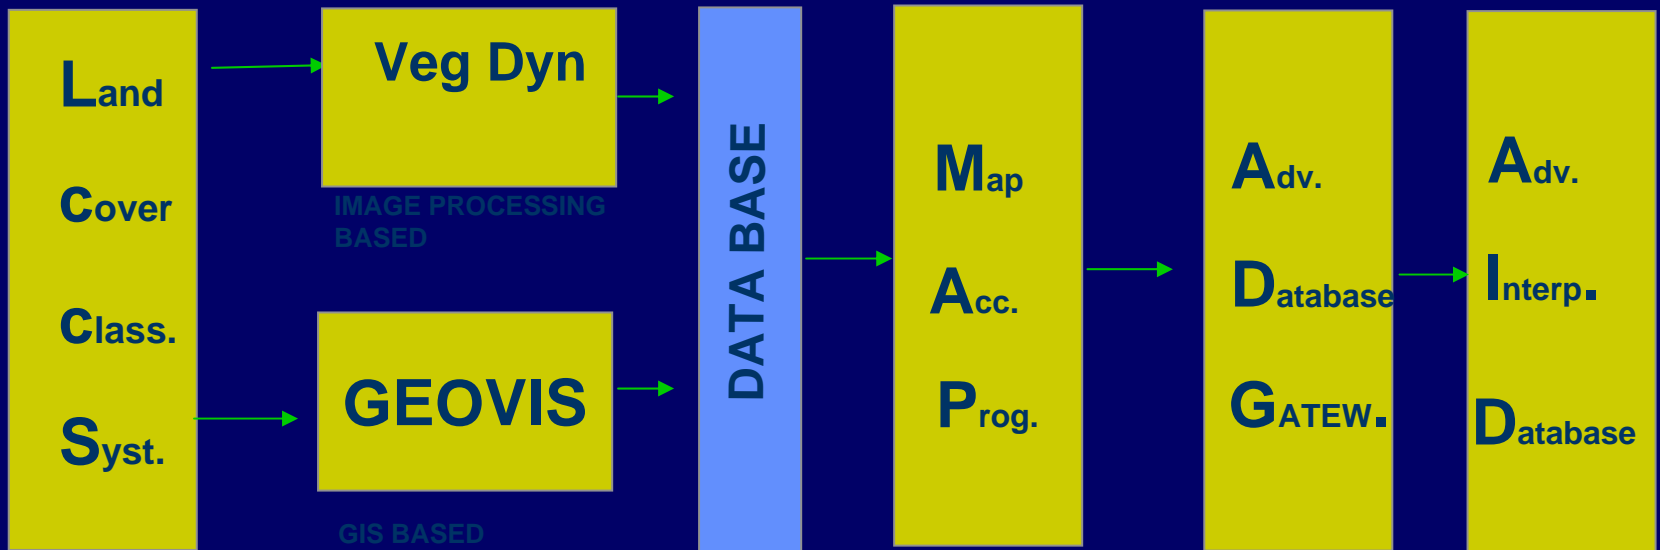 Land
cover
class.
Syst.
Veg Dyn
IMAGE PROCESSING
BASED
GEOVIS
GIS BASED
DATA BASE
Map
Acc.
Prog.
Adv.
Database
GATEW.
Adv.
Interp.
Database